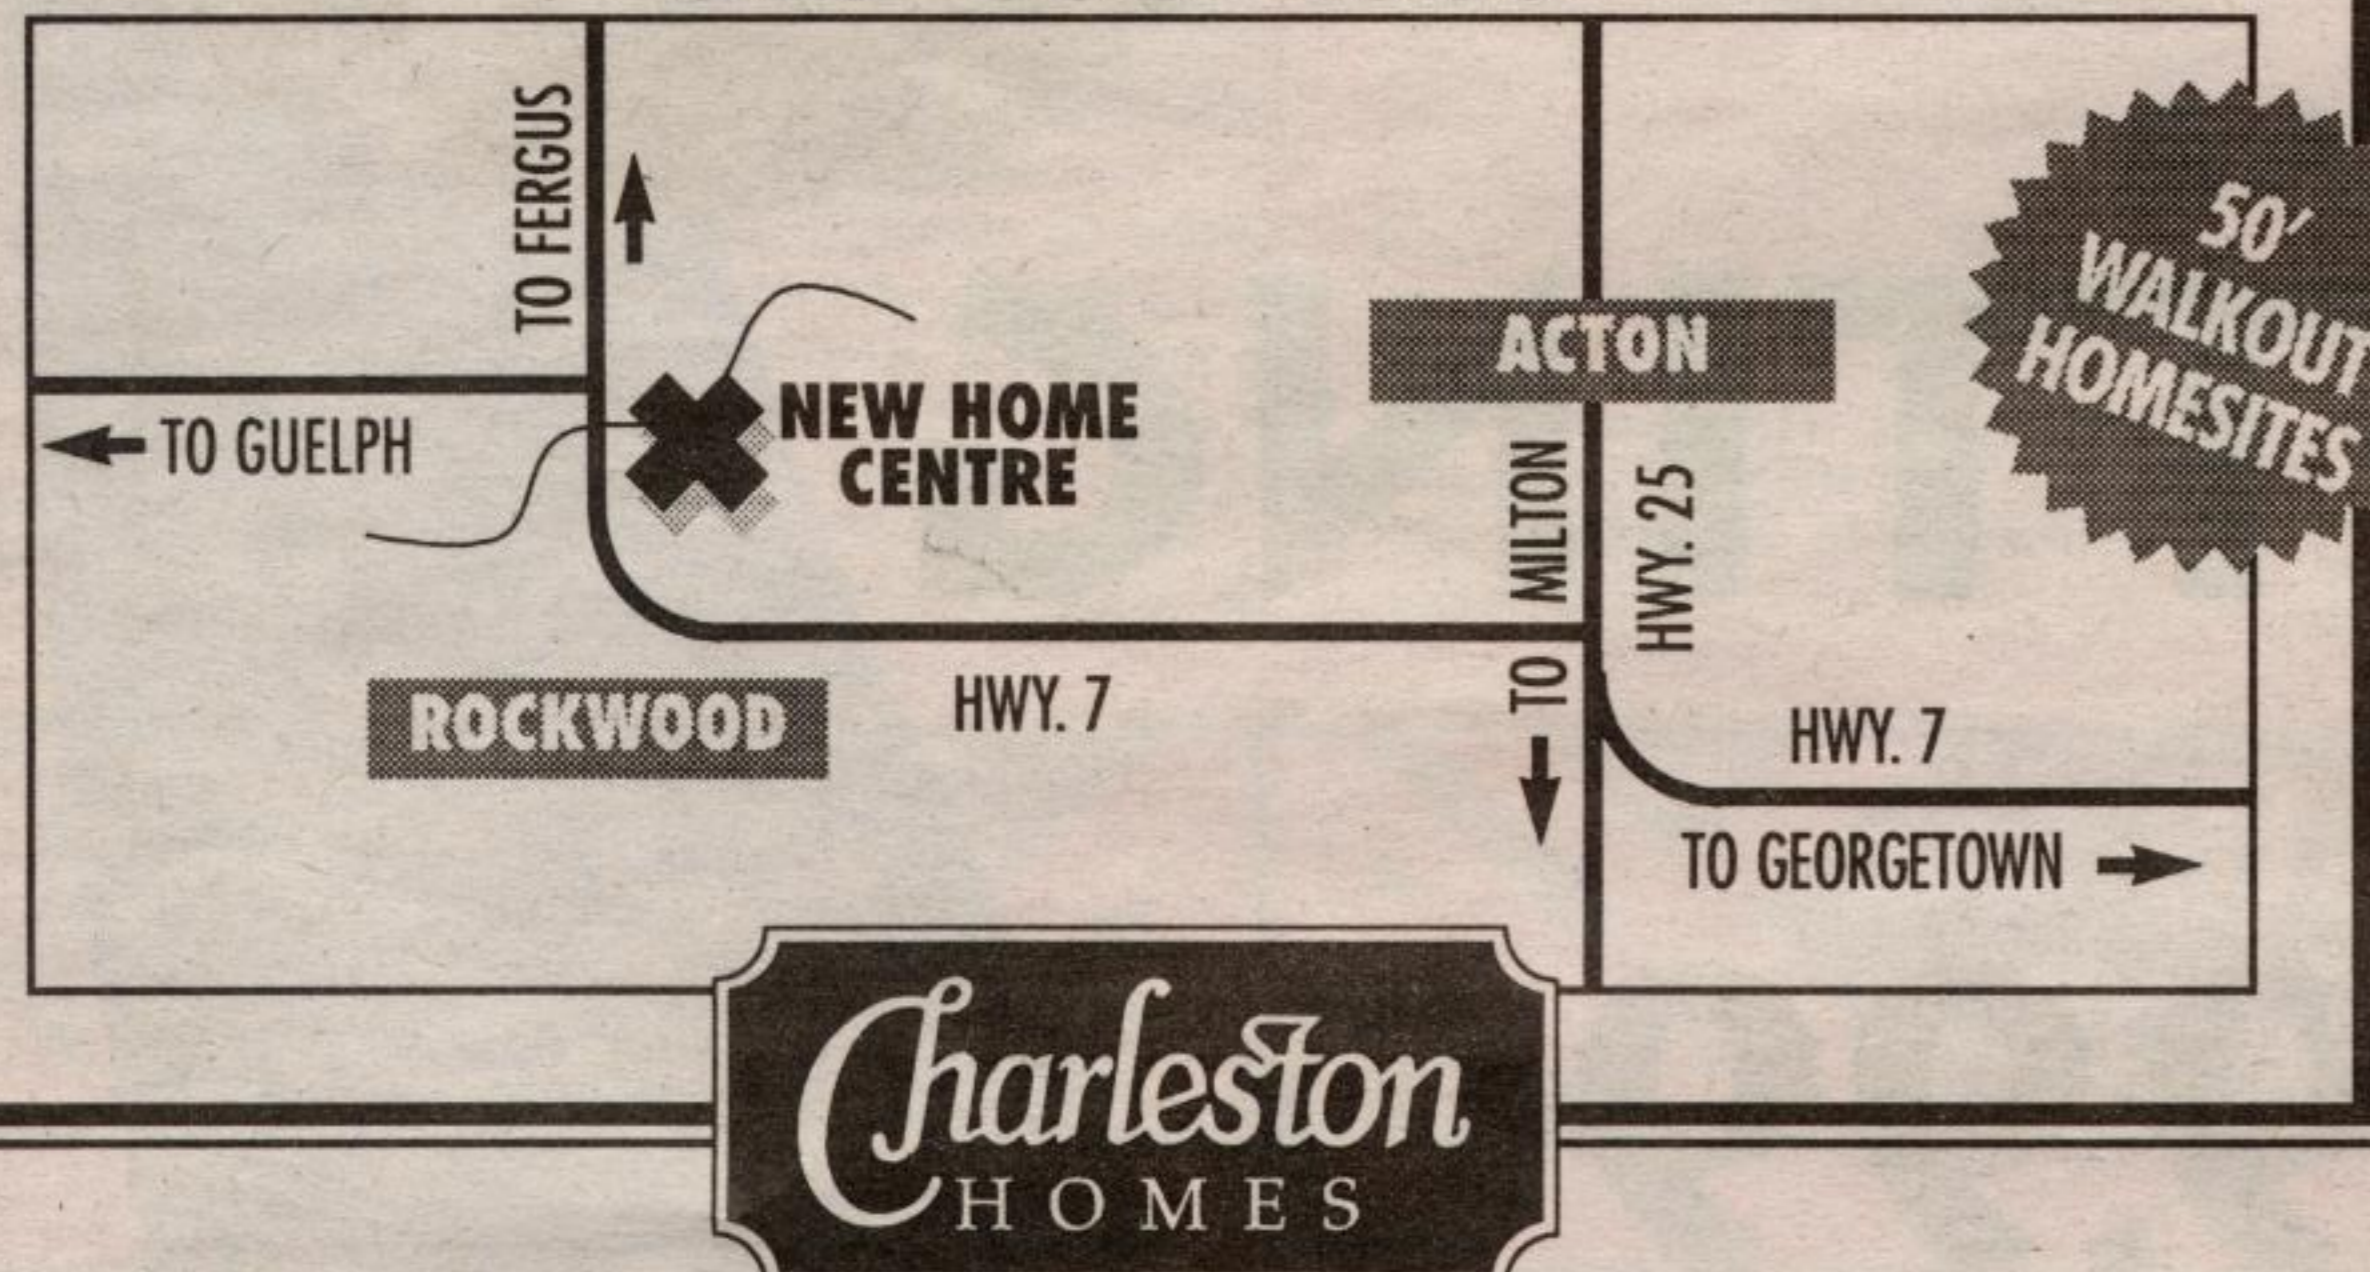 TO FERGUS
50'
WALKOUT
HOMESITES
ACTON
NEW HOME
CENTRE
TO GUELPH
TO MILTON
HWY. 25
ROCKWOOD
HWY. 7
HWY. 7
TO GEORGETOWN
Charleston
HOMES